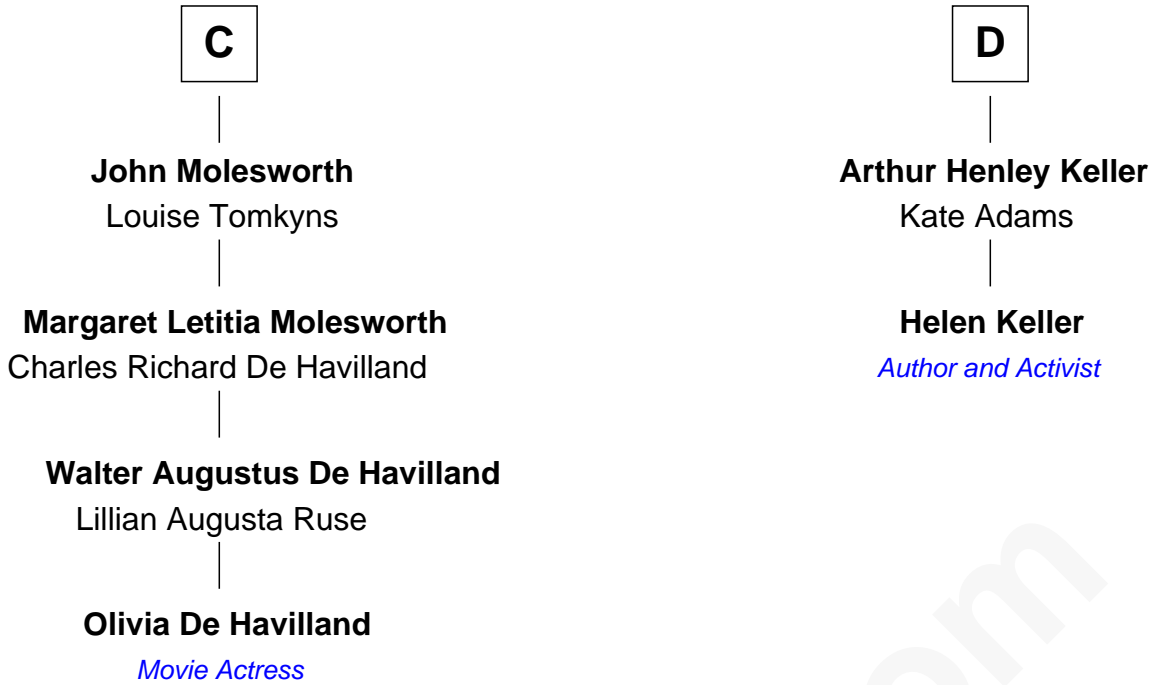 C
John Molesworth
Louise Tomkyns
Margaret Letitia Molesworth
Charles Richard De Havilland
Walter Augustus De Havilland
Lillian Augusta Ruse
Olivia De Havilland
Movie Actress
D
Arthur Henley Keller
Kate Adams
Helen Keller
Author and Activist
om